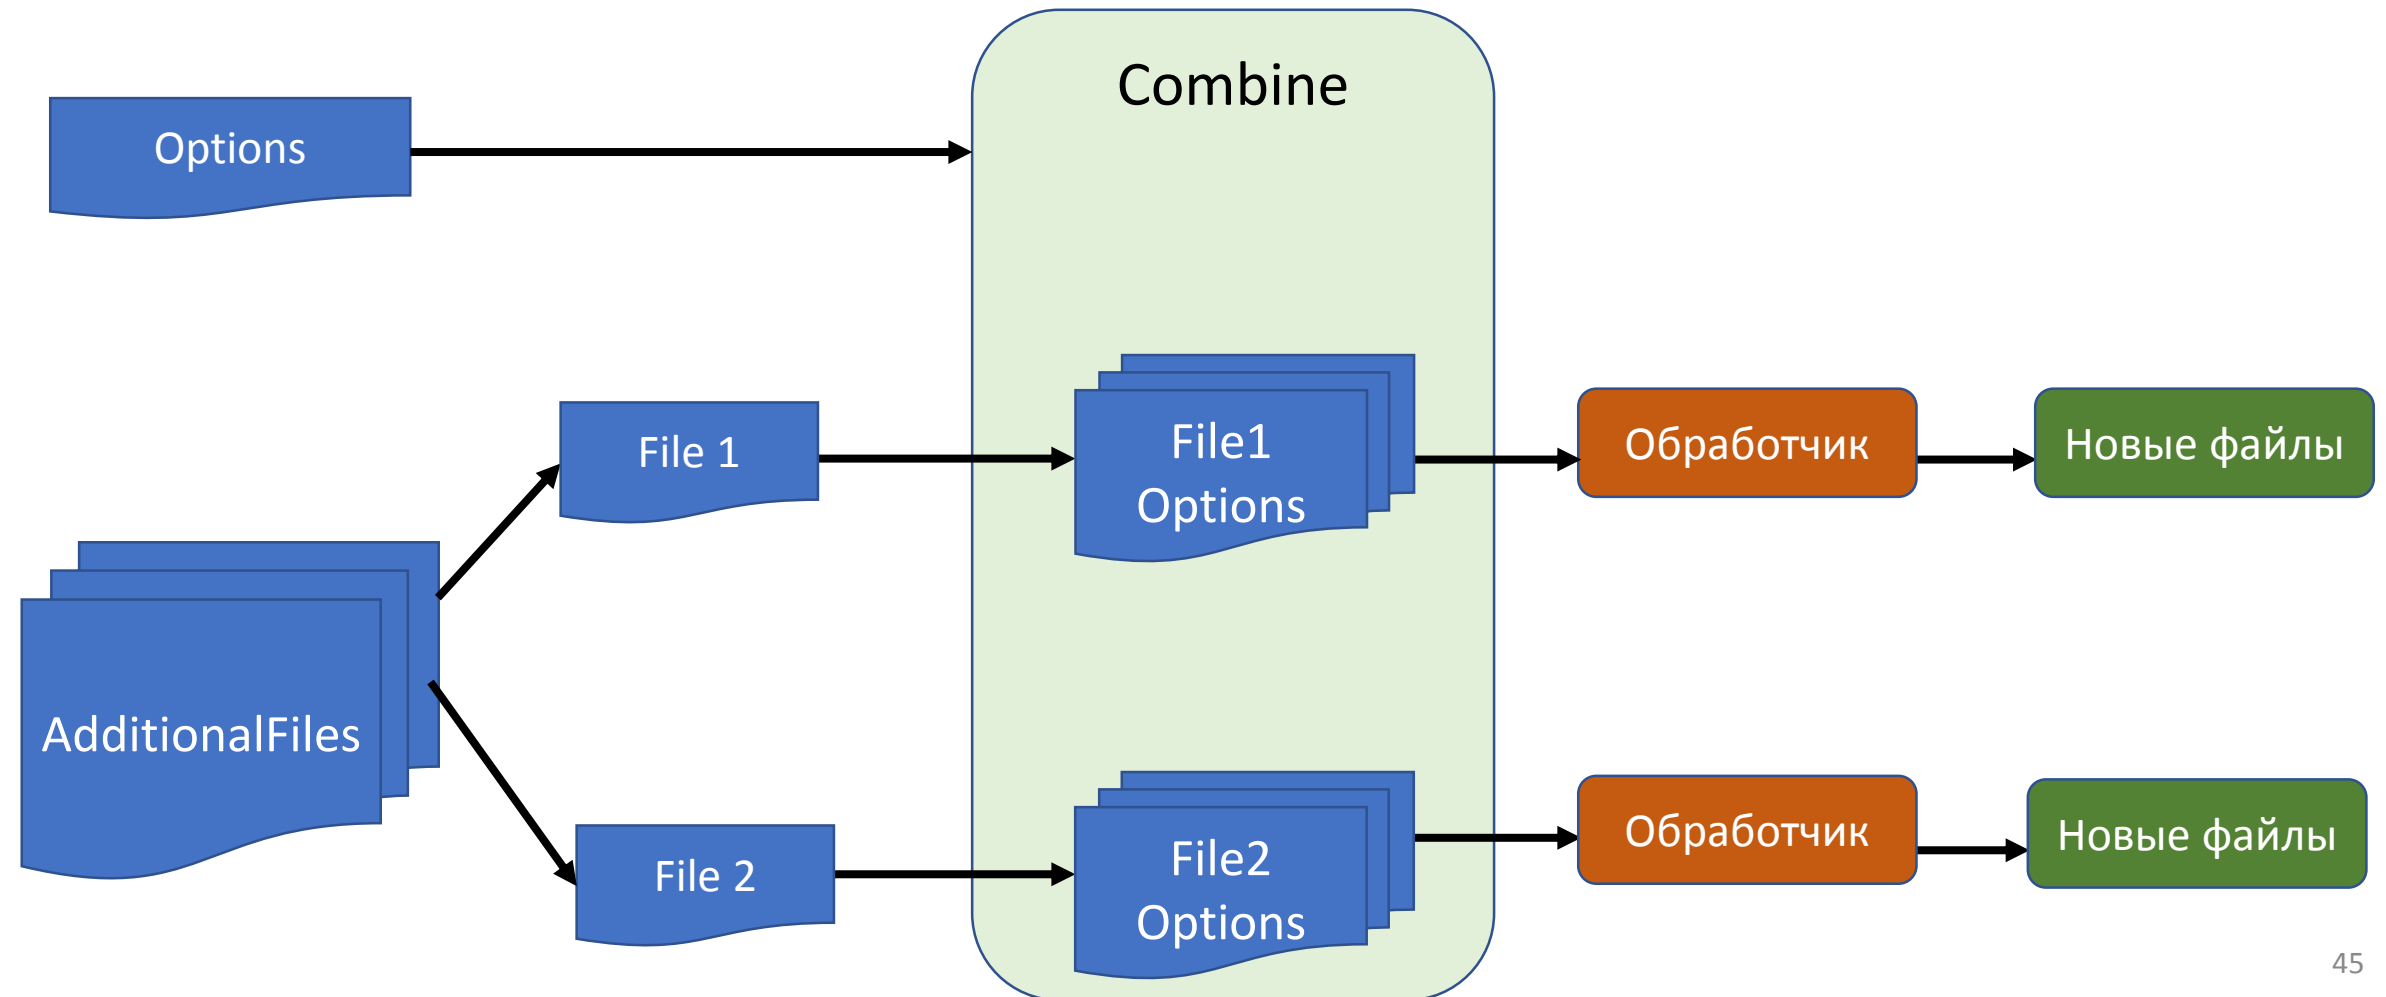 Combine
Options
File 1
File1
Options
Обработчик
Новые файлы
AdditionalFiles
File 2
File2
Options
Обработчик
Новые файлы
45